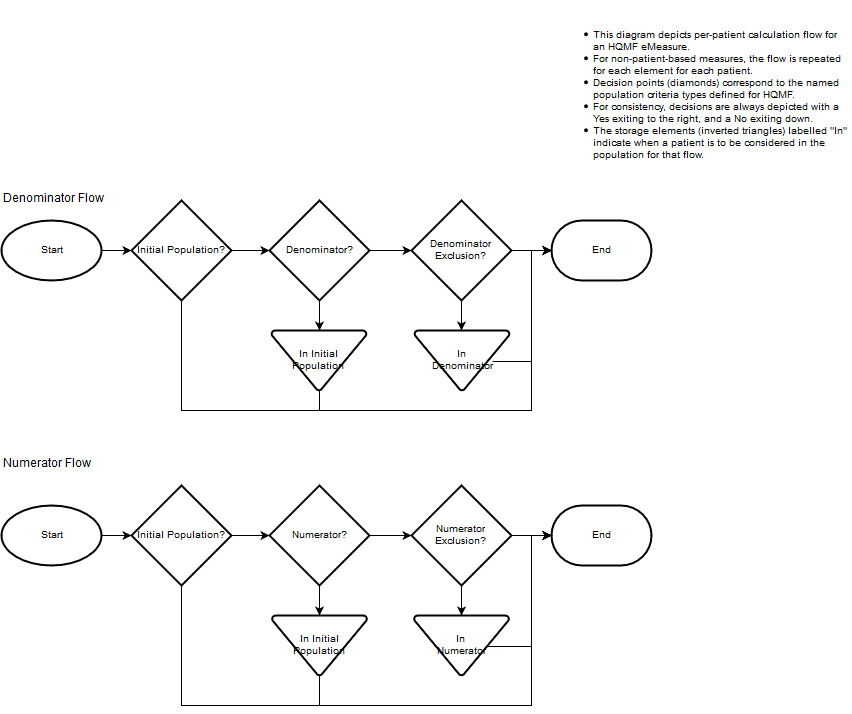 • This diagram depicts per-patient calculation flow for
an HQMF eMeasure.
• For non-patient-based measures, the flow is repeated
for each element for each patient.
• Decision points (diamonds) correspond to the named
population criteria types defined for HQMF.
• For consistency, decisions are always depicted with a
Yes exiting to the right, and a No exiting down.
• The storage elements (inverted triangles) labelled "In"
indicate when a patient is to be considered in the
population for that flow.
Denominator Flow
Start
Initial Population?
Denominator?
Denominator
Exclusion?
End
In Initial
Population
In
Denominator
Numerator Flow
Start
Initial Population?
Numerator?
Numerator
Exclusion?
End
In Initial
Population
In
Numerator